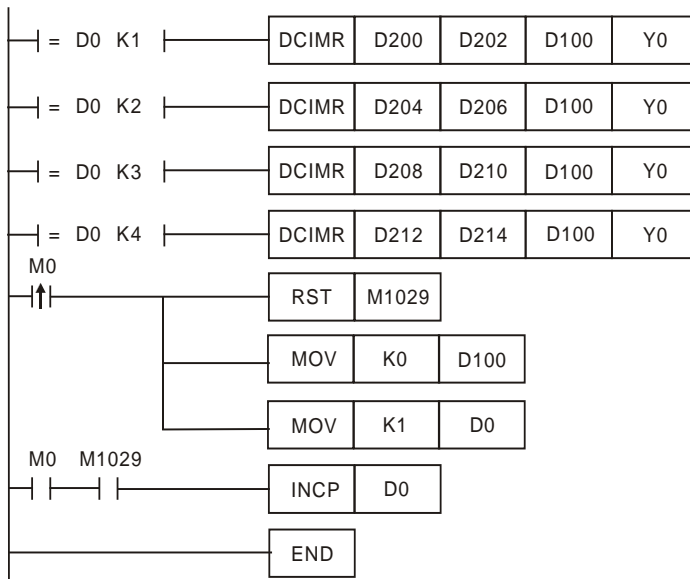 = D0 K1 DCIMR D200 D202 D100 Y0
= D0 K2 DCIMR D204 D206 D100 Y0
= D0 K3 DCIMR D208 D210 D100 Y0
= D0 K4 DCIMR D212 D214 D100 Y0
M0
RST M1029
MOV K0 D100
MOV K1 D0
M0 M1029
INCP D0
END